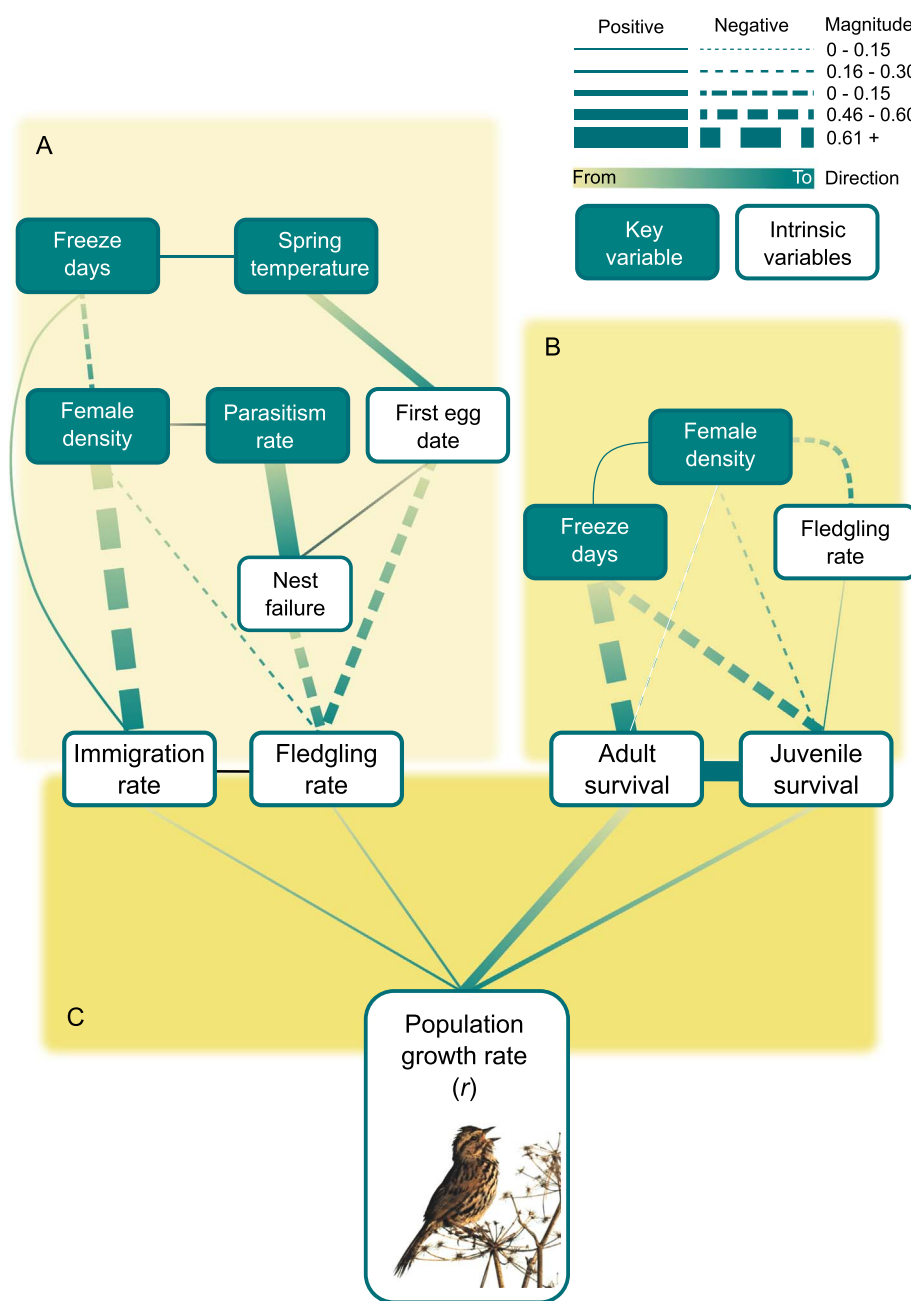 Positive Negative Magnitude
0 - 0.15
0.16 - 0.30
0 - 0.15
0.46 - 0.60
0.61 +
From To Direction
Key
variable
Intrinsic
variables
A
Freeze
days
Spring
temperature
Female
density
Parasitism
rate
First egg
date
Nest
failure
Immigration
rate
Fledgling
rate
B
Female
density
Freeze
days
Fledgling
rate
Adult
survival
Juvenile
survival
C
Population
growth rate
(r)